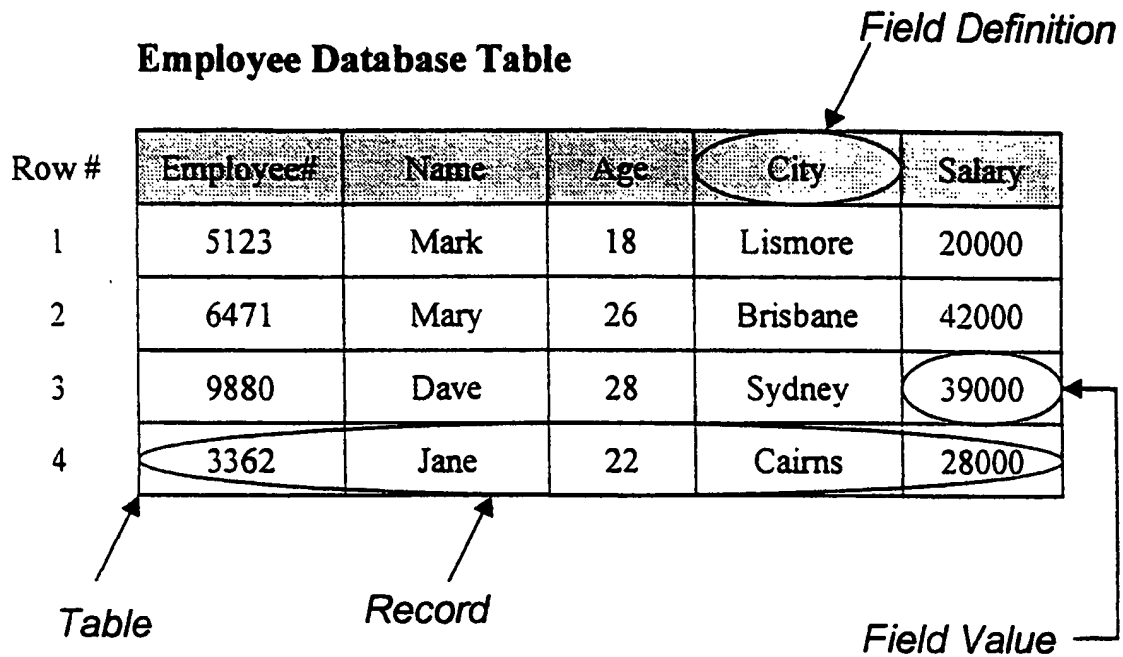 Field Definition
Employee Database Table
Row # Employee# Name Age City Salary
1 5123 Mark 18 Lismore 20000
2 6471 Mary 26 Brisbane 42000
3 9880 Dave 28 Sydney 39000
4 3362 Jane 22 Cairns 28000
Table
Record
Field Value